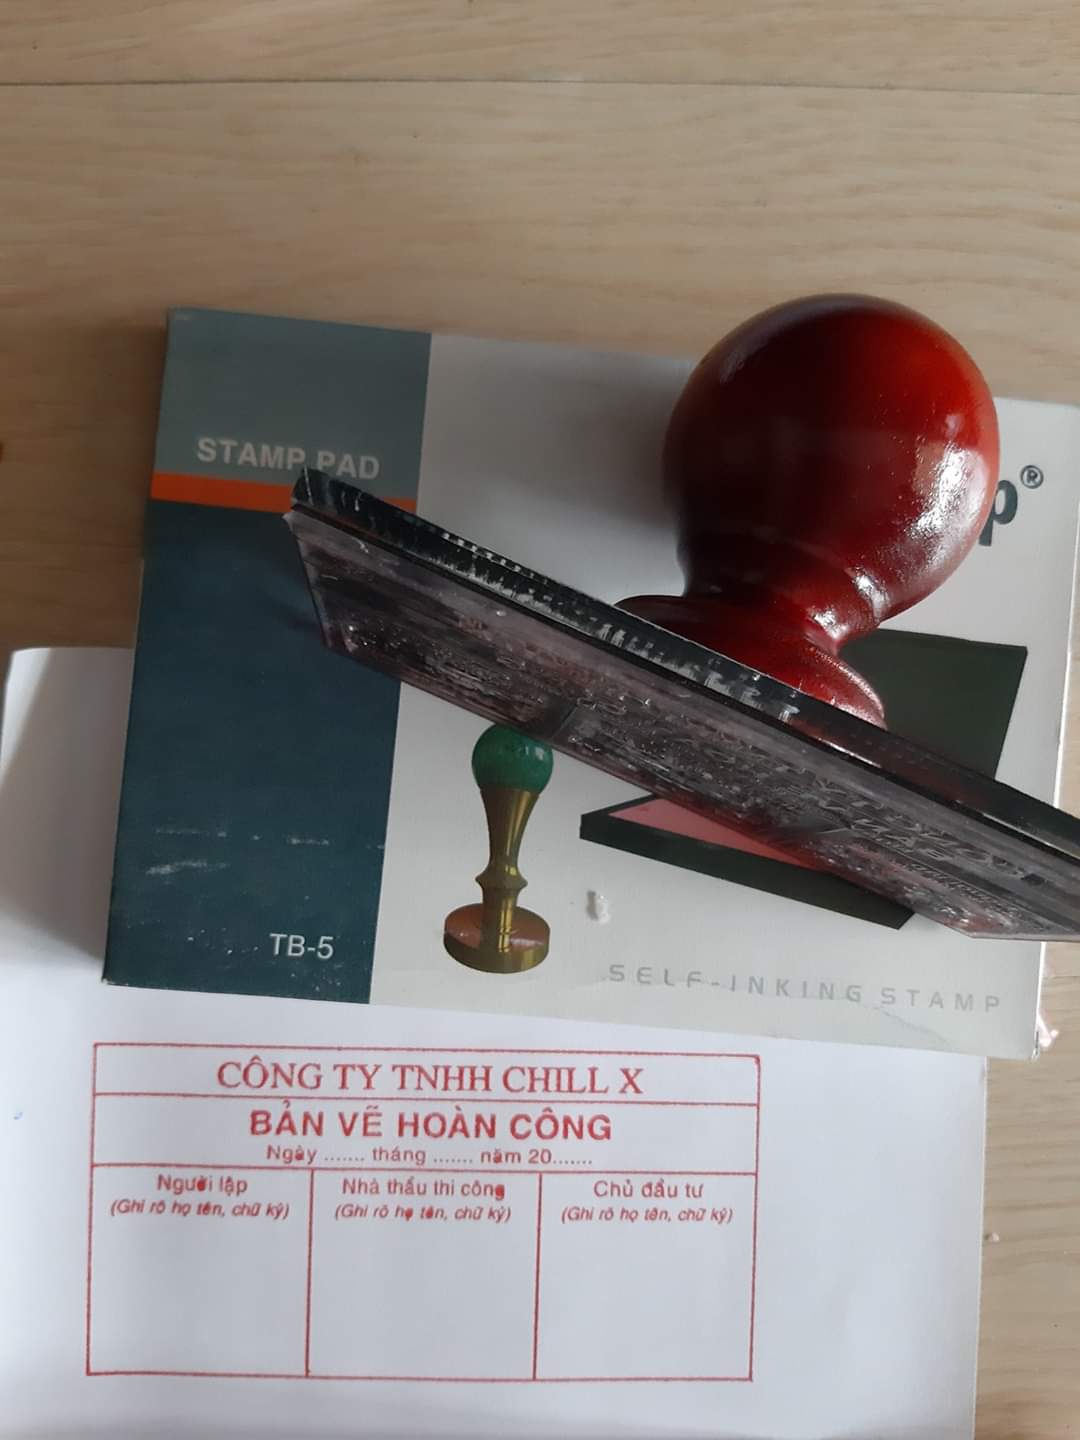 STAMP PAD
p®
TB-5
SELF-INKING STAMP
CÔNG TY TNHH CHILL X
BẢN VẼ HOÀN CÔNG
Ngày ....... tháng ....... năm 20.......
Người lập
(Ghi rõ họ tên, chữ ký)
Nhà thầu thi công
(Ghi rõ họ tên, chữ ký)
Chủ đầu tư
(Ghi rõ họ tên, chữ ký)